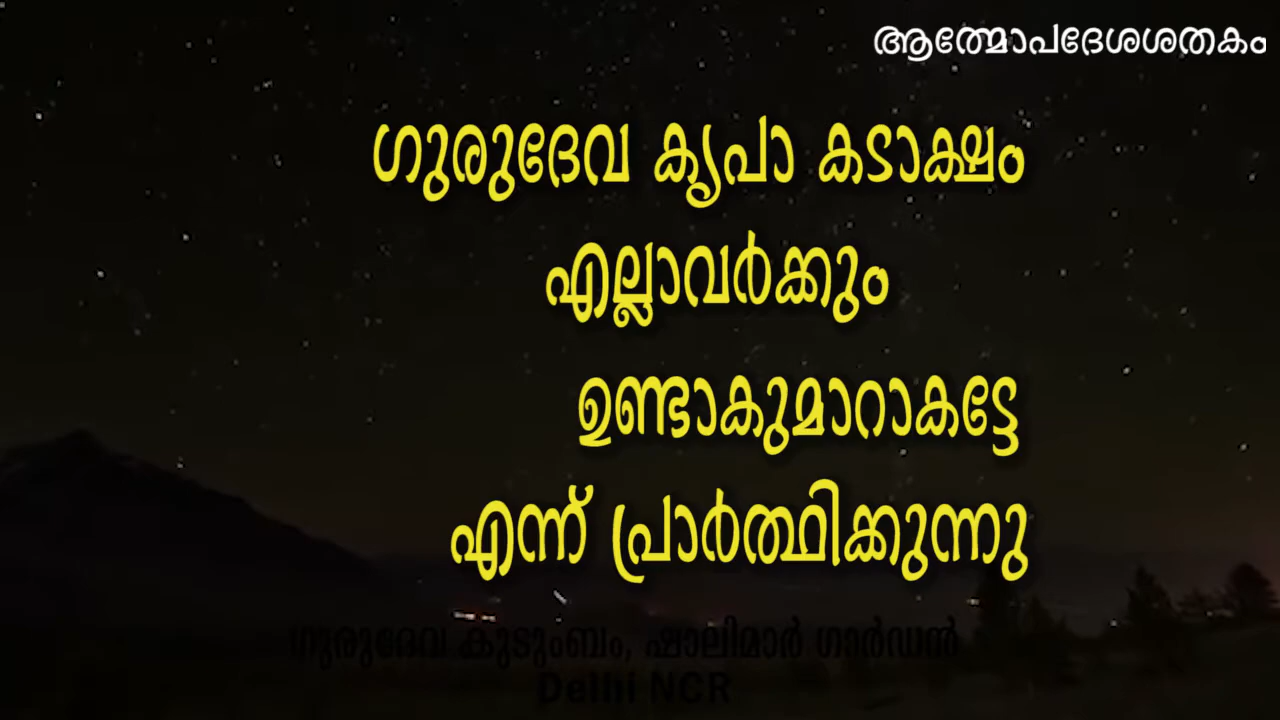 ആത്മോപദേശശതകം
ഗുരുദേവ കൃപാ കടാക്ഷം
എല്ലാവർക്കും
ഉണ്ടാകുമാറാകട്ടേ
എന്ന് പ്രാർത്ഥിക്കുന്നു
ഗുരുദേവ കുടുംബം, ഷാലിമാർ ഗാർഡൻ
Delhi NCR